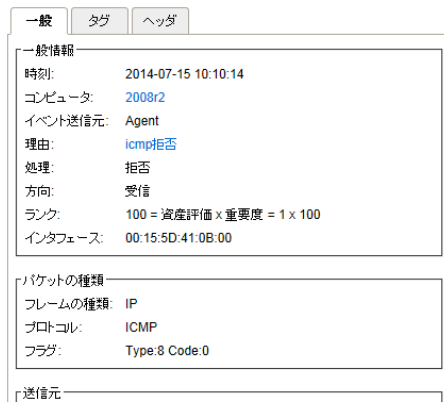 一般 タグ ヘッダ
一般情報
時刻: 2014-07-15 10:10:14
コンピュータ: 2008r2
イベント送信元: Agent
理由: icmp拒否
処理: 拒否
方向: 受信
ランク: 100 = 資産評価 x 重要度 = 1 x 100
インタフェース: 00:15:5D:41:0B:00
パケットの種類
フレームの種類: IP
プロトコル: ICMP
フラグ: Type:8 Code:0
送信元